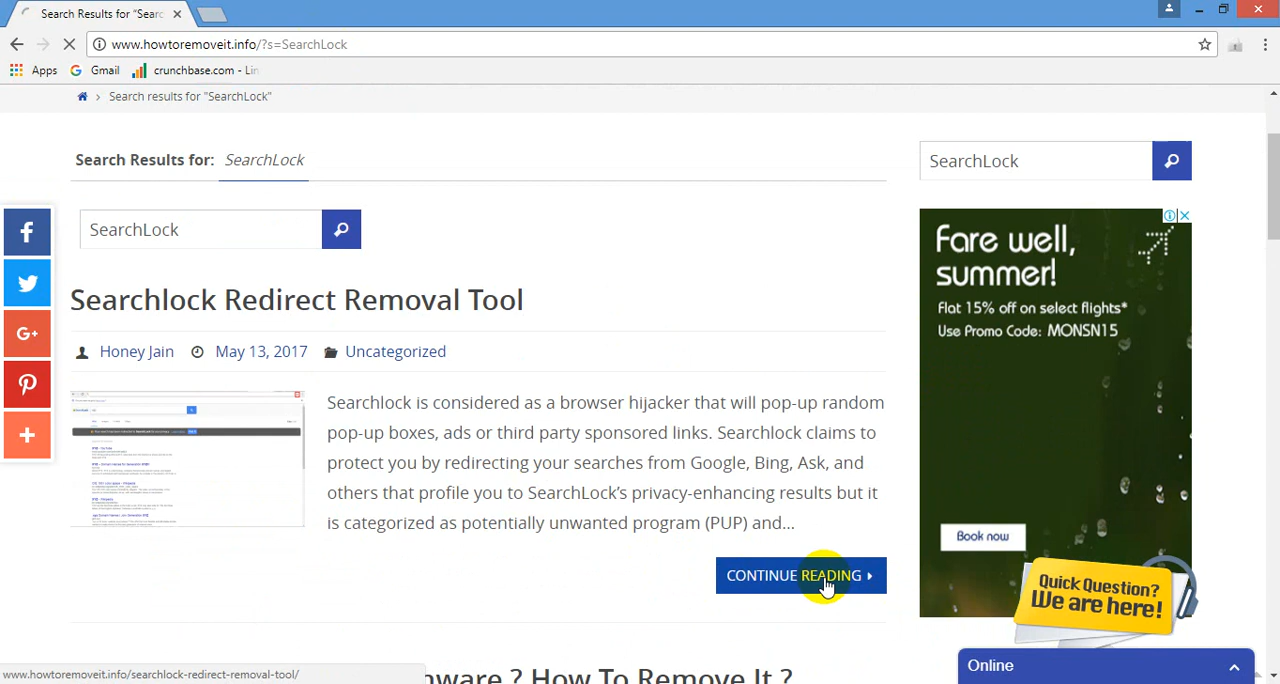 Search Results for "Searc
www.howtoremoveit.info/?s=SearchLock
Apps Gmail crunchbase.com - Lin
Search results for "SearchLock"
Search Results for: SearchLock
SearchLock
SearchLock
Fare well,
summer!
Flat 15% off on select flights*
Use Promo Code: MONSN15
Book now
Searchlock Redirect Removal Tool
Honey Jain May 13, 2017 Uncategorized
Searchlock is considered as a browser hijacker that will pop-up random
pop-up boxes, ads or third party sponsored links. Searchlock claims to
protect you by redirecting your searches from Google, Bing, Ask, and
others that profile you to SearchLock’s privacy-enhancing results but it
is categorized as potentially unwanted program (PUP) and...
CONTINUE READING
Quick Question?
We are here!
Online
ware ? How To Remove It ?
www.howtoremoveit.info/searchlock-redirect-removal-tool/